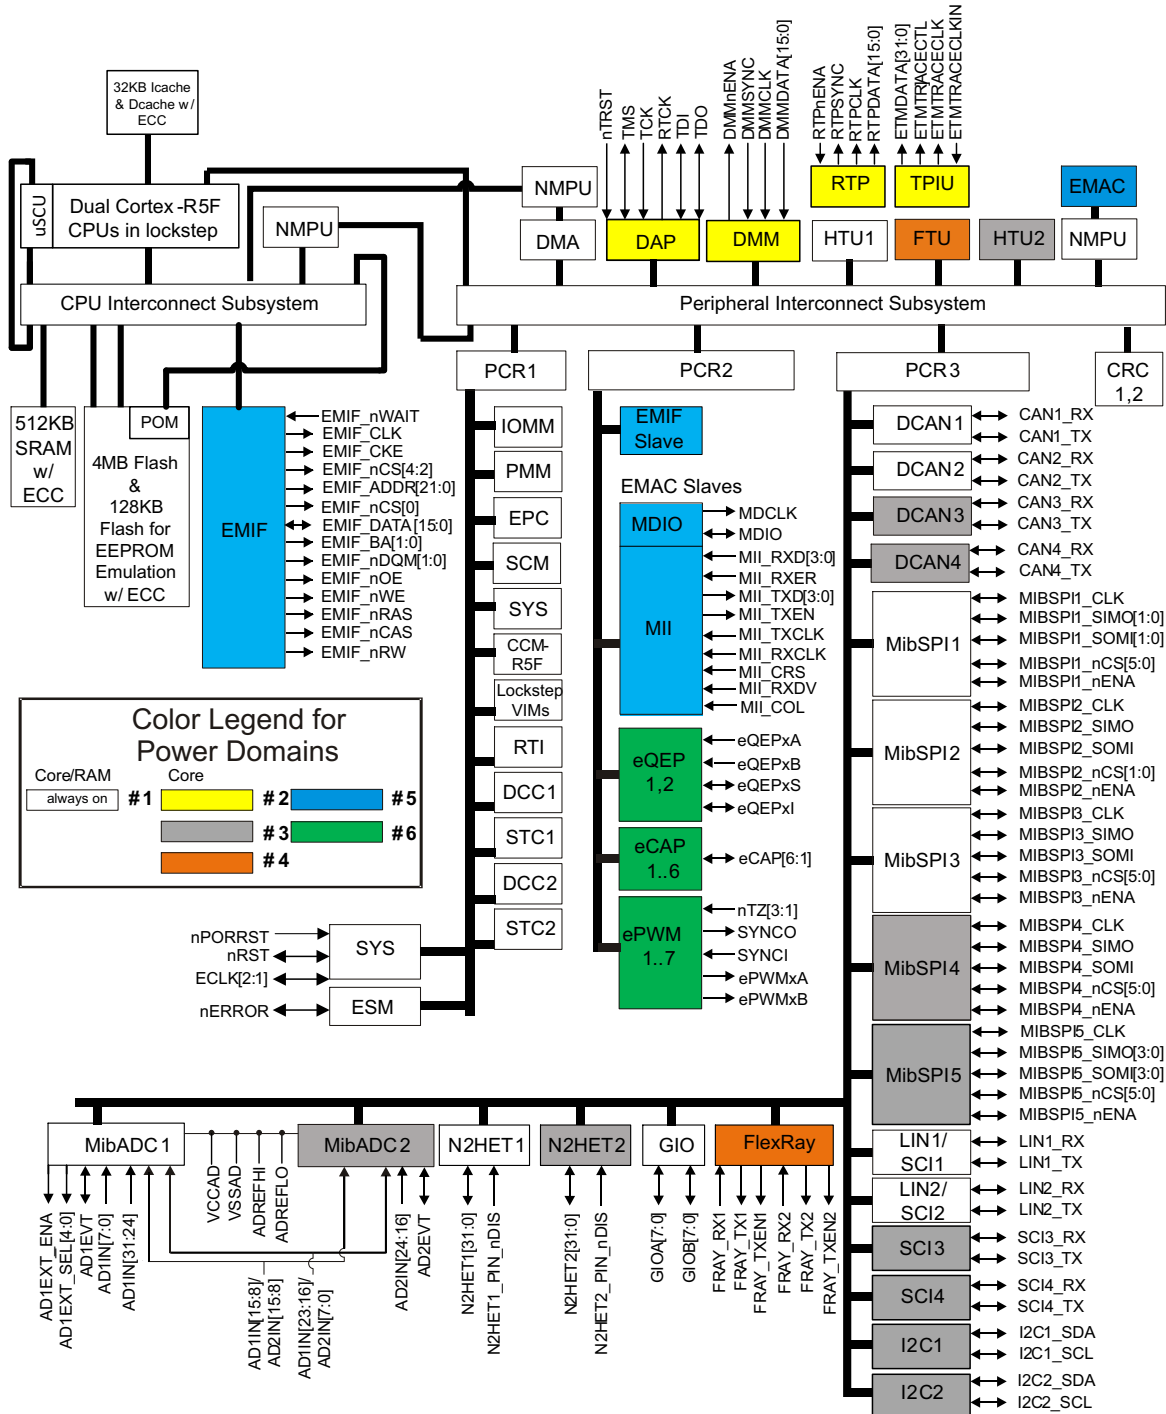 32KB Icache
& Dcache w/
ECC
uSCU
Dual Cortex-R5F
CPUs in lockstep
NMPU
CPU Interconnect Subsystem
512KB
SRAM
w/
ECC
POM
4MB Flash
&
128KB
Flash for
EEPROM
Emulation
w/ ECC
EMIF
EMIF_nWAIT
EMIF_CLK
EMIF_CKE
EMIF_nCS[4:2]
EMIF_ADDR[21:0]
EMIF_nCS[0]
EMIF_DATA[15:0]
EMIF_BA[1:0]
EMIF_nDQM[1:0]
EMIF_nOE
EMIF_nWE
EMIF_nRAS
EMIF_nCAS
EMIF_nRW
nTRST
TMS
TCK
RTCK
TDI
TDO
DMMnENA
DMMSYNC
DMMCLK
DMMDATA[15:0]
RTPnENA
RTPSYNC
RTPCLK
RTPDATA[15:0]
ETMDATA[31:0]
ETMTRACECTL
ETMTRACECLK
ETMTRACECLKIN
NMPU
RTP
TPIU
EMAC
DMA
DAP
DMM
HTU1
FTU
HTU2
NMPU
Peripheral Interconnect Subsystem
PCR1
PCR2
PCR3
CRC
1,2
IOMM
PMM
EPC
SCM
SYS
CCM-
R5F
Lockstep
VIMs
RTI
DCC1
STC1
DCC2
STC2
nPORRST
nRST
ECLK[2:1]
SYS
nERROR
ESM
EMIF
Slave
EMAC Slaves
MDIO
MDCLK
MDIO
MII
MII_RXD[3:0]
MII_RXER
MII_TXD[3:0]
MII_TXEN
MII_TXCLK
MII_RXCLK
MII_CRS
MII_RXDV
MII_COL
eQEP
1,2
eQEPxA
eQEPxB
eQEPxS
eQEPxI
eCAP
1..6
eCAP[6:1]
ePWM
1..7
nTZ[3:1]
SYNCO
SYNCI
ePWMxA
ePWMxB
DCAN1
CAN1_RX
CAN1_TX
DCAN2
CAN2_RX
CAN2_TX
DCAN3
CAN3_RX
CAN3_TX
DCAN4
CAN4_RX
CAN4_TX
MibSPI1
MIBSPI1_CLK
MIBSPI1_SIMO[1:0]
MIBSPI1_SOMI[1:0]
MIBSPI1_nCS[5:0]
MIBSPI1_nENA
MibSPI2
MIBSPI2_CLK
MIBSPI2_SIMO
MIBSPI2_SOMI
MIBSPI2_nCS[1:0]
MIBSPI2_nENA
MibSPI3
MIBSPI3_CLK
MIBSPI3_SIMO
MIBSPI3_SOMI
MIBSPI3_nCS[5:0]
MIBSPI3_nENA
MibSPI4
MIBSPI4_CLK
MIBSPI4_SIMO
MIBSPI4_SOMI
MIBSPI4_nCS[5:0]
MIBSPI4_nENA
MibSPI5
MIBSPI5_CLK
MIBSPI5_SIMO[3:0]
MIBSPI5_SOMI[3:0]
MIBSPI5_nCS[5:0]
MIBSPI5_nENA
LIN1/
SCI1
LIN1_RX
LIN1_TX
LIN2/
SCI2
LIN2_RX
LIN2_TX
SCI3
SCI3_RX
SCI3_TX
SCI4
SCI4_RX
SCI4_TX
I2C1
I2C1_SDA
I2C1_SCL
I2C2
I2C2_SDA
I2C2_SCL
Color Legend for
Power Domains
Core/RAM
Core
always on
#1
#2
#5
#3
#6
#4
MibADC1
MibADC2
N2HET1
N2HET2
GIO
FlexRay
AD1EXT_ENA
AD1EXT_SEL[4:0]
AD1EVT
AD1IN[7:0]
AD1IN[31:24]
VCCAD
VSSAD
ADREFHI
ADREFLO
AD1IN[15:8]/
AD2IN[15:8]
AD1IN[23:16]/
AD2IN[7:0]
AD2IN[24:16]
AD2EVT
N2HET1[31:0]
N2HET1_PIN_nDIS
N2HET2[31:0]
N2HET2_PIN_nDIS
GIOA[7:0]
GIOB[7:0]
FRAY_RX1
FRAY_TX1
FRAY_TXEN1
FRAY_RX2
FRAY_TX2
FRAY_TXEN2